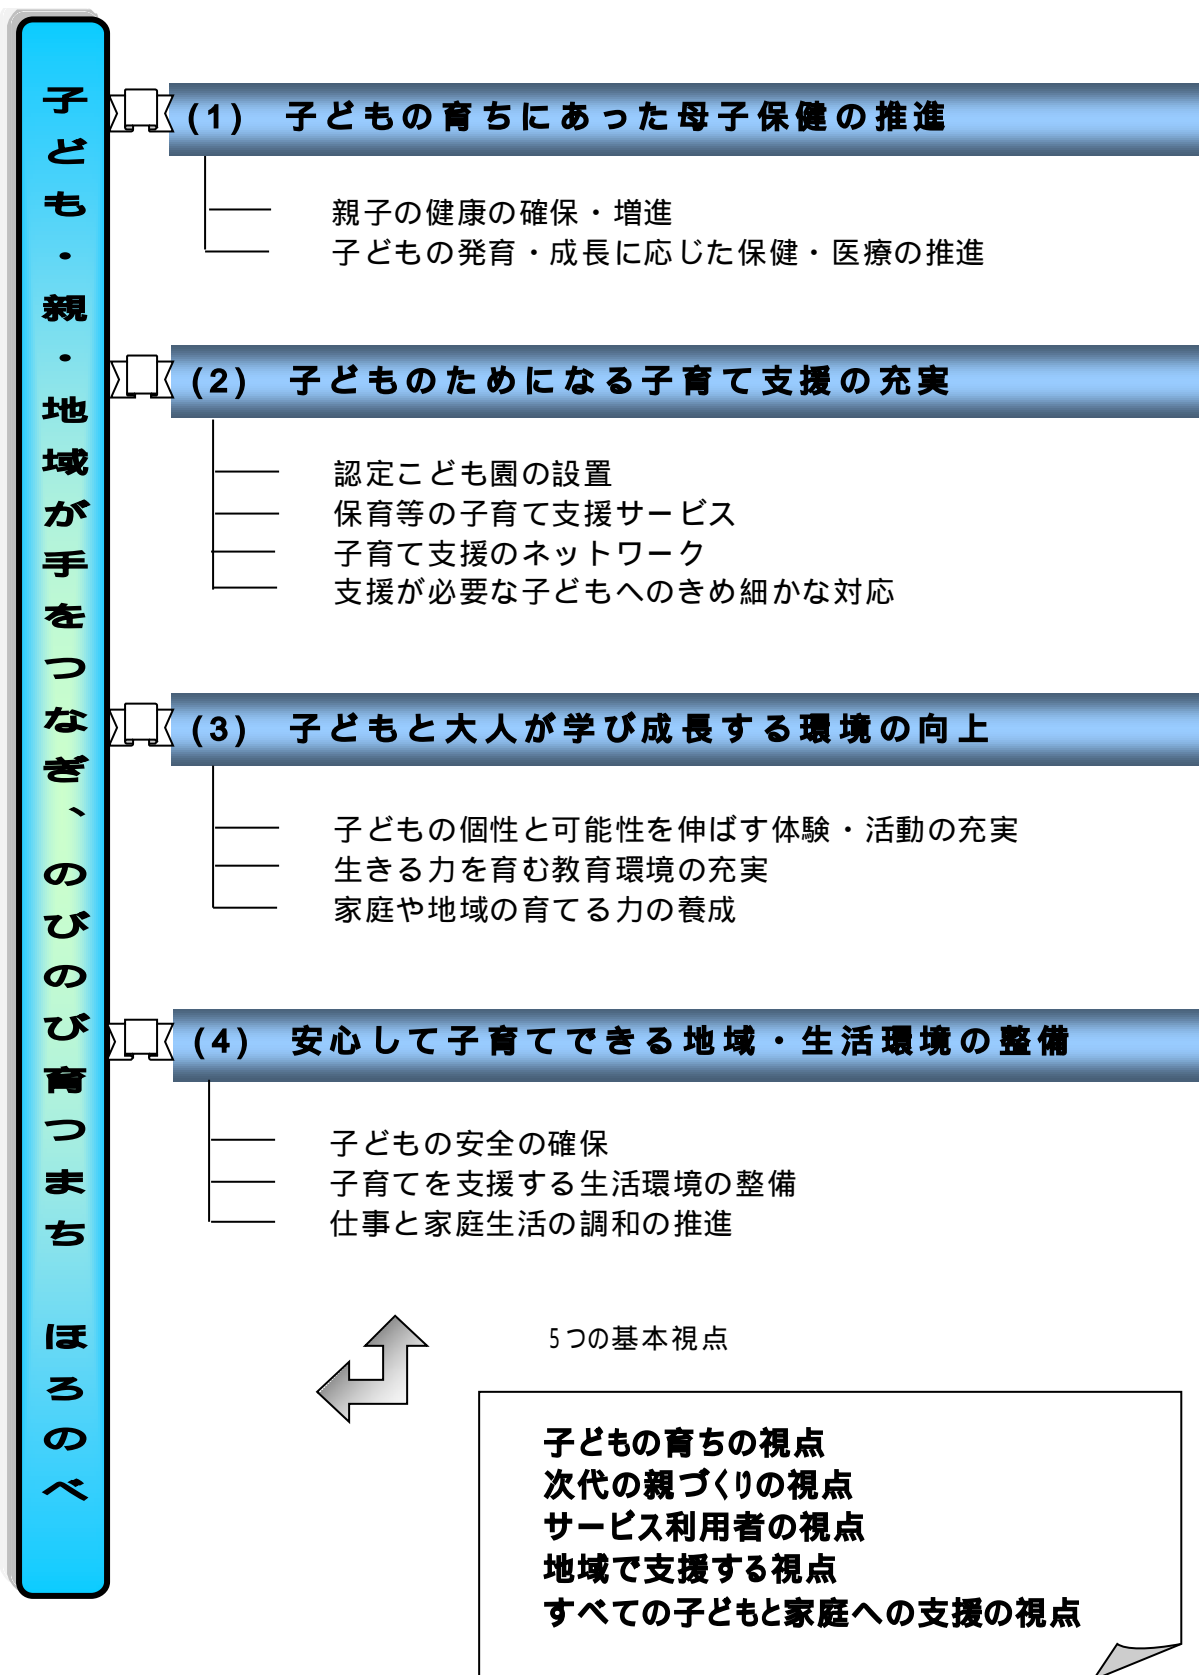 子ども・親・地域が手をつなぎ、のびのび育つまち　ほろのべ
(1)　子どもの育ちにあった母子保健の推進
親子の健康の確保・増進
子どもの発育・成長に応じた保健・医療の推進
(2)　子どものためになる子育て支援の充実
認定こども園の設置
保育等の子育て支援サービス
子育て支援のネットワーク
支援が必要な子どもへのきめ細かな対応
(3)　子どもと大人が学び成長する環境の向上
子どもの個性と可能性を伸ばす体験・活動の充実
生きる力を育む教育環境の充実
家庭や地域の育てる力の養成
(4)　安心して子育てできる地域・生活環境の整備
子どもの安全の確保
子育てを支援する生活環境の整備
仕事と家庭生活の調和の推進
5つの基本視点
子どもの育ちの視点
次代の親づくりの視点
サービス利用者の視点
地域で支援する視点
すべての子どもと家庭への支援の視点